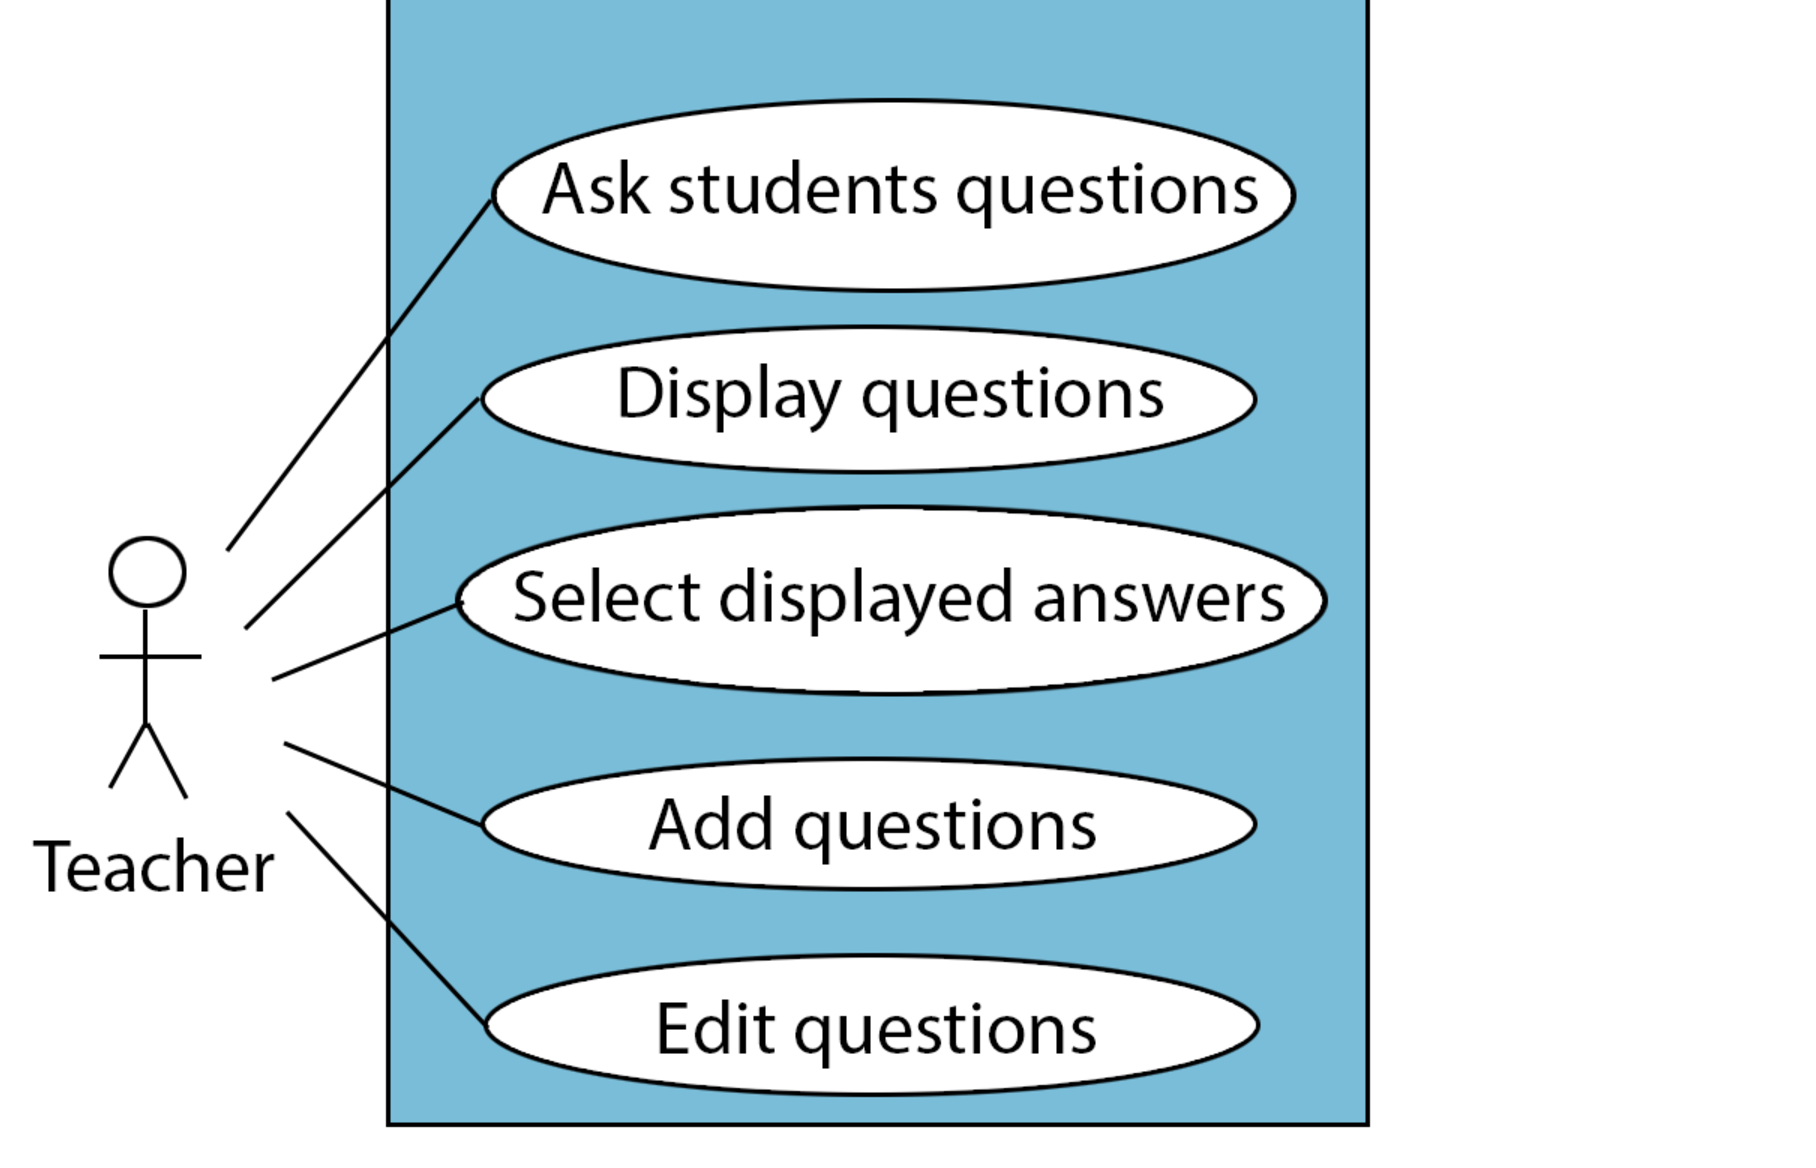 Ask students questions
Display questions
Select displayed answers
Add questions
Teacher
Edit questions